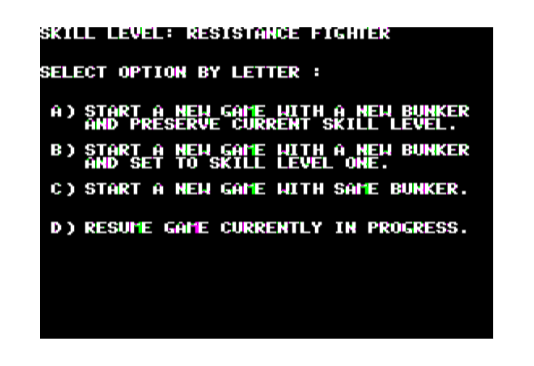 SKILL LEVEL: RESISTANCE FIGHTER
SELECT OPTION BY LETTER :
A) START A NEW GAME WITH A NEW BUNKER
AND PRESERVE CURRENT SKILL LEVEL.
B) START A NEW GAME WITH A NEW BUNKER
AND SET TO SKILL LEVEL ONE.
C) START A NEW GAME WITH SAME BUNKER.
D) RESUME GAME CURRENTLY IN PROGRESS.